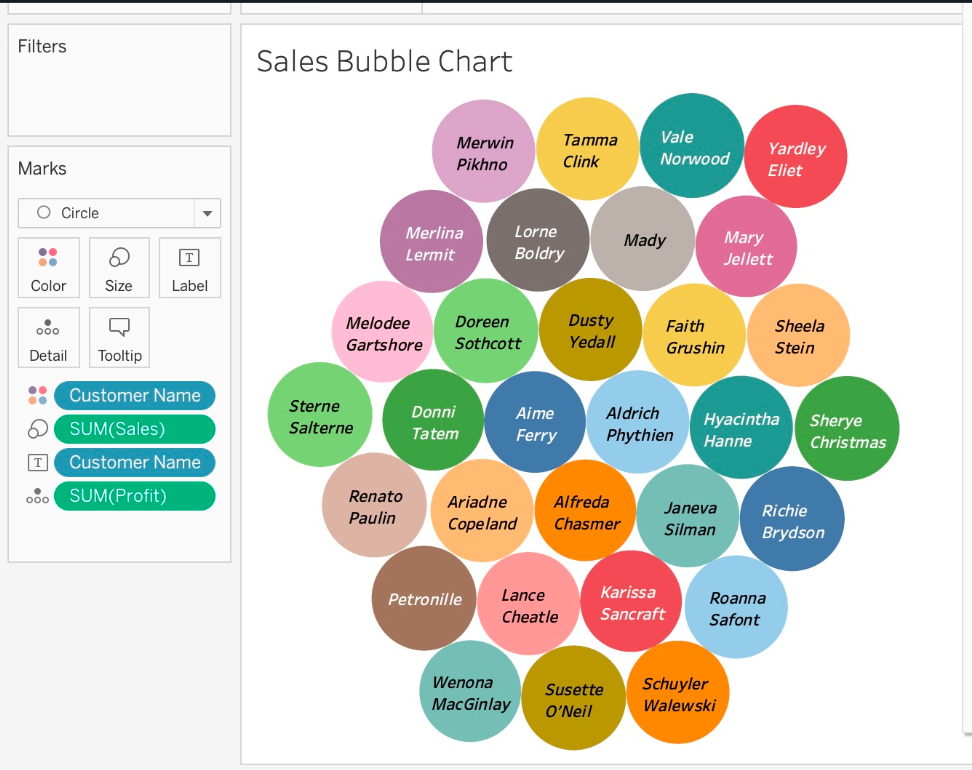 Filters
Marks
Circle
Color
Size
Label
Detail
Tooltip
Customer Name
SUM(Sales)
Customer Name
SUM(Profit)
Sales Bubble Chart
Merwin
Pikhno
Tamma
Clink
Vale
Norwood
Yardley
Eliet
Merlina
Lermit
Lorne
Boldry
Mady
Mary
Jellett
Melodee
Gartshore
Doreen
Sothcott
Dusty
Yedall
Faith
Grushin
Sheela
Stein
Sterne
Salterne
Donni
Tatem
Aime
Ferry
Aldrich
Phythien
Hyacintha
Hanne
Sherye
Christmas
Renato
Paulin
Ariadne
Copeland
Alfreda
Chasmer
Janeva
Silman
Richie
Brydson
Petronille
Lance
Cheatle
Karissa
Sancraft
Roanna
Safont
Wenona
MacGinlay
Susette
O'Neil
Schuyler
Walewski